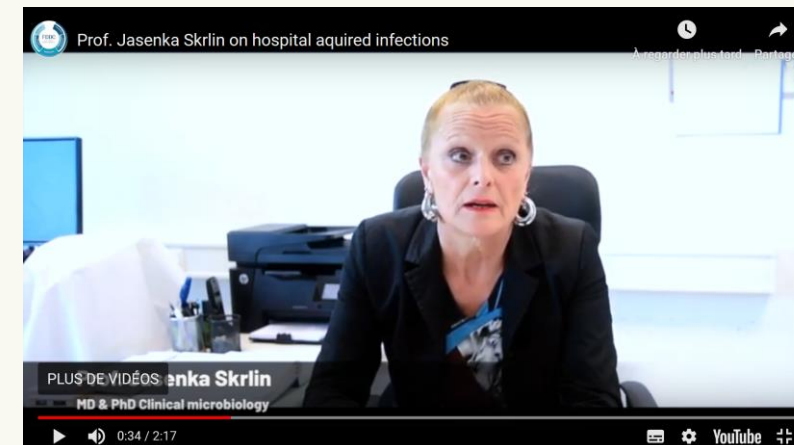 Prof. Jasenka Skrlin on hospital aquired infections
À regarder plus tard
Partage
PLUS DE VIDÉOS
enka Skrlin
MD & PhD Clinical microbiology
0:34 / 2:17
YouTube